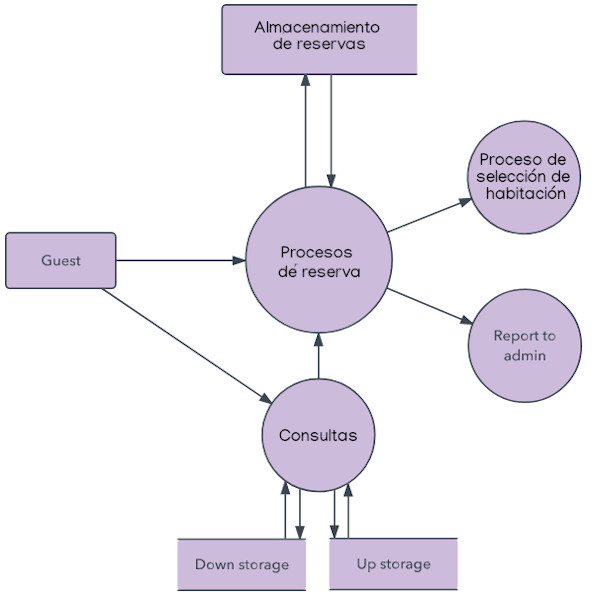 Almacenamiento
de reservas
Proceso de
selección de
habitación
Guest
Procesos
de reserva
Report to
admin
Consultas
Down storage
Up storage